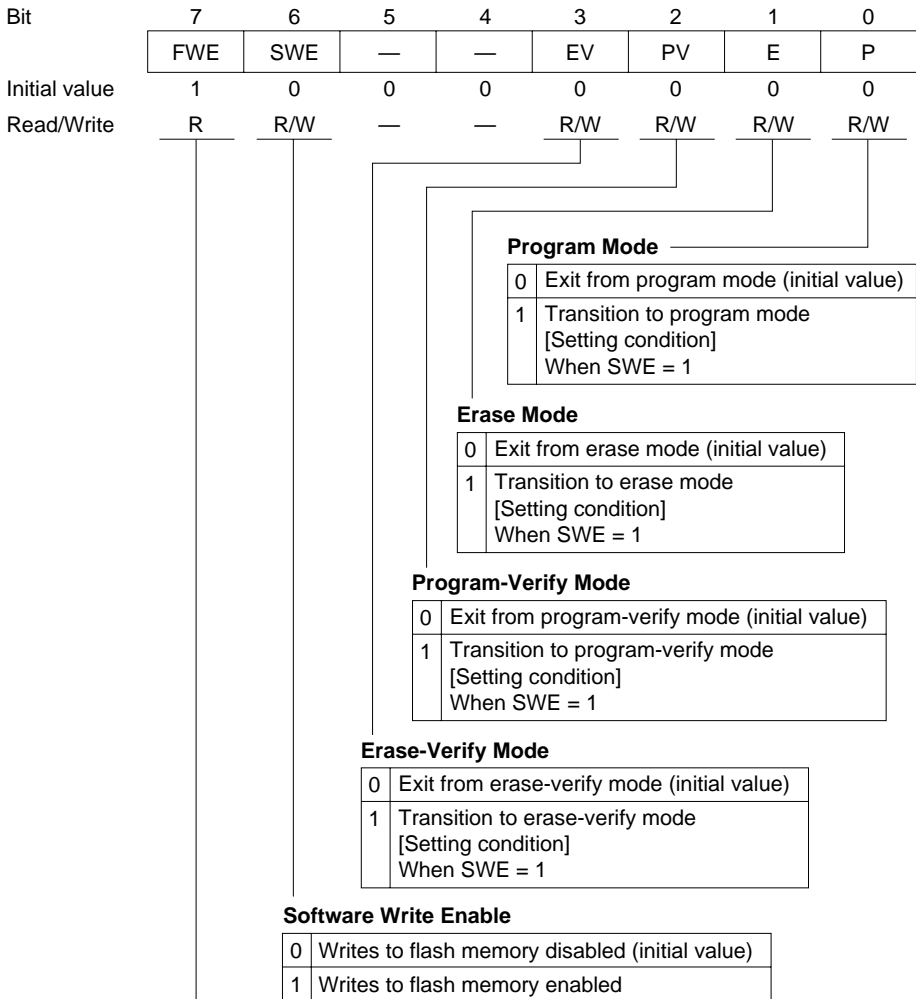 Bit 7 6 5 4 3 2 1 0
FWE SWE — — EV PV E P
Initial value 1 0 0 0 0 0 0 0
Read/Write R R/W — — R/W R/W R/W R/W
Program Mode
0 Exit from program mode (initial value)
1 Transition to program mode
[Setting condition]
When SWE = 1
Erase Mode
0 Exit from erase mode (initial value)
1 Transition to erase mode
[Setting condition]
When SWE = 1
Program-Verify Mode
0 Exit from program-verify mode (initial value)
1 Transition to program-verify mode
[Setting condition]
When SWE = 1
Erase-Verify Mode
0 Exit from erase-verify mode (initial value)
1 Transition to erase-verify mode
[Setting condition]
When SWE = 1
Software Write Enable
0 Writes to flash memory disabled (initial value)
1 Writes to flash memory enabled